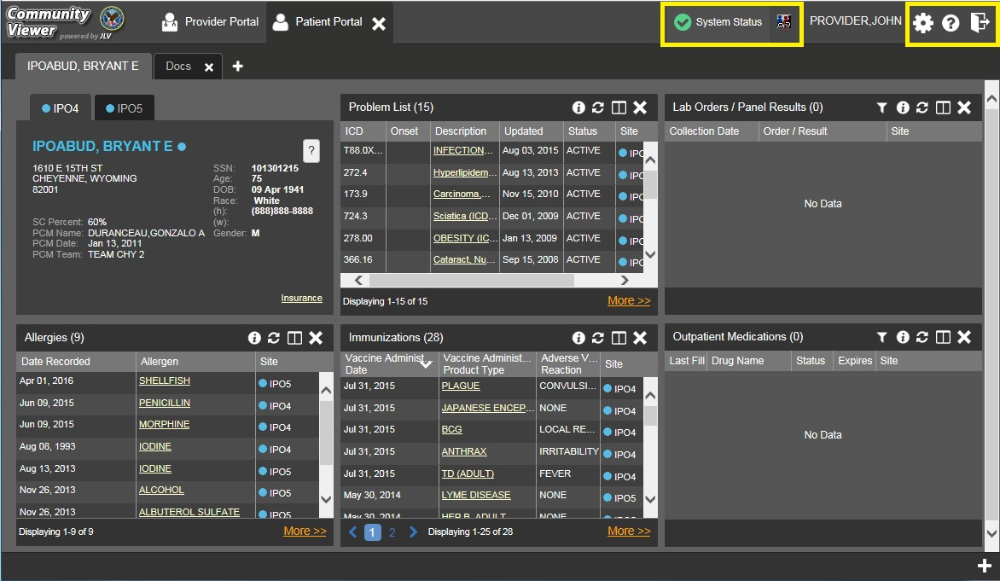 Community
Viewer powered by JLV
Provider Portal
Patient Portal
System Status
PROVIDER,JOHN
?
IPOABUD, BRYANT E
Docs
IPO4
IPO5
IPOABUD, BRYANT E
?
1610 E 15TH ST
CHEYENNE, WYOMING
82001
SC Percent: 60%
PCM Name: DURANCEAU,GONZALO A
PCM Date: Jan 13, 2011
PCM Team: TEAM CHY 2
SSN: 101301215
Age: 75
DOB: 09 Apr 1941
Race: White
(h): (888)888-8888
(w):
Gender: M
Insurance
Problem List (15)
ICD Onset Description Updated Status Site
T88.0X... INFECTION... Aug 03, 2015 ACTIVE IPO
272.4 Hyperlipidem... Aug 13, 2013 ACTIVE IPO
173.9 Carcinoma,... Nov 15, 2010 ACTIVE IPO
724.3 Sciatica (ICD... Dec 01, 2009 ACTIVE IPO
278.00 OBESITY (IC... Jan 13, 2009 ACTIVE IPO
366.16 Cataract, Nu... Sep 15, 2008 ACTIVE IPO
Displaying 1-15 of 15
More >>
Lab Orders / Panel Results (0)
Collection Date Order / Result Site
No Data
Allergies (9)
Date Recorded Allergen Site
Apr 01, 2016 SHELLFISH IPO5
Jun 09, 2015 PENICILLIN IPO4
Jun 09, 2015 MORPHINE IPO4
Aug 08, 1993 IODINE IPO4
Aug 13, 2013 IODINE IPO5
Nov 26, 2013 ALCOHOL IPO5
Nov 26, 2013 ALBUTEROL SULFATE IPO5
Displaying 1-9 of 9
More >>
Immunizations (28)
Vaccine Administ... Vaccine Administ... Adverse V...
Date Product Type Reaction Site
Jul 31, 2015 PLAGUE CONVULSI... IPO4
Jul 31, 2015 JAPANESE ENCEP... NONE IPO4
Jul 31, 2015 BCG LOCAL RE... IPO4
Jul 31, 2015 ANTHRAX IRRITABILITY IPO4
Jul 31, 2015 TD (ADULT) FEVER IPO4
May 30, 2014 LYME DISEASE NONE IPO5
May 30, 2014 HEP B, ADULT NONE
1 2 Displaying 1-25 of 28
More >>
Outpatient Medications (0)
Last Fill Drug Name Status Expires Site
No Data